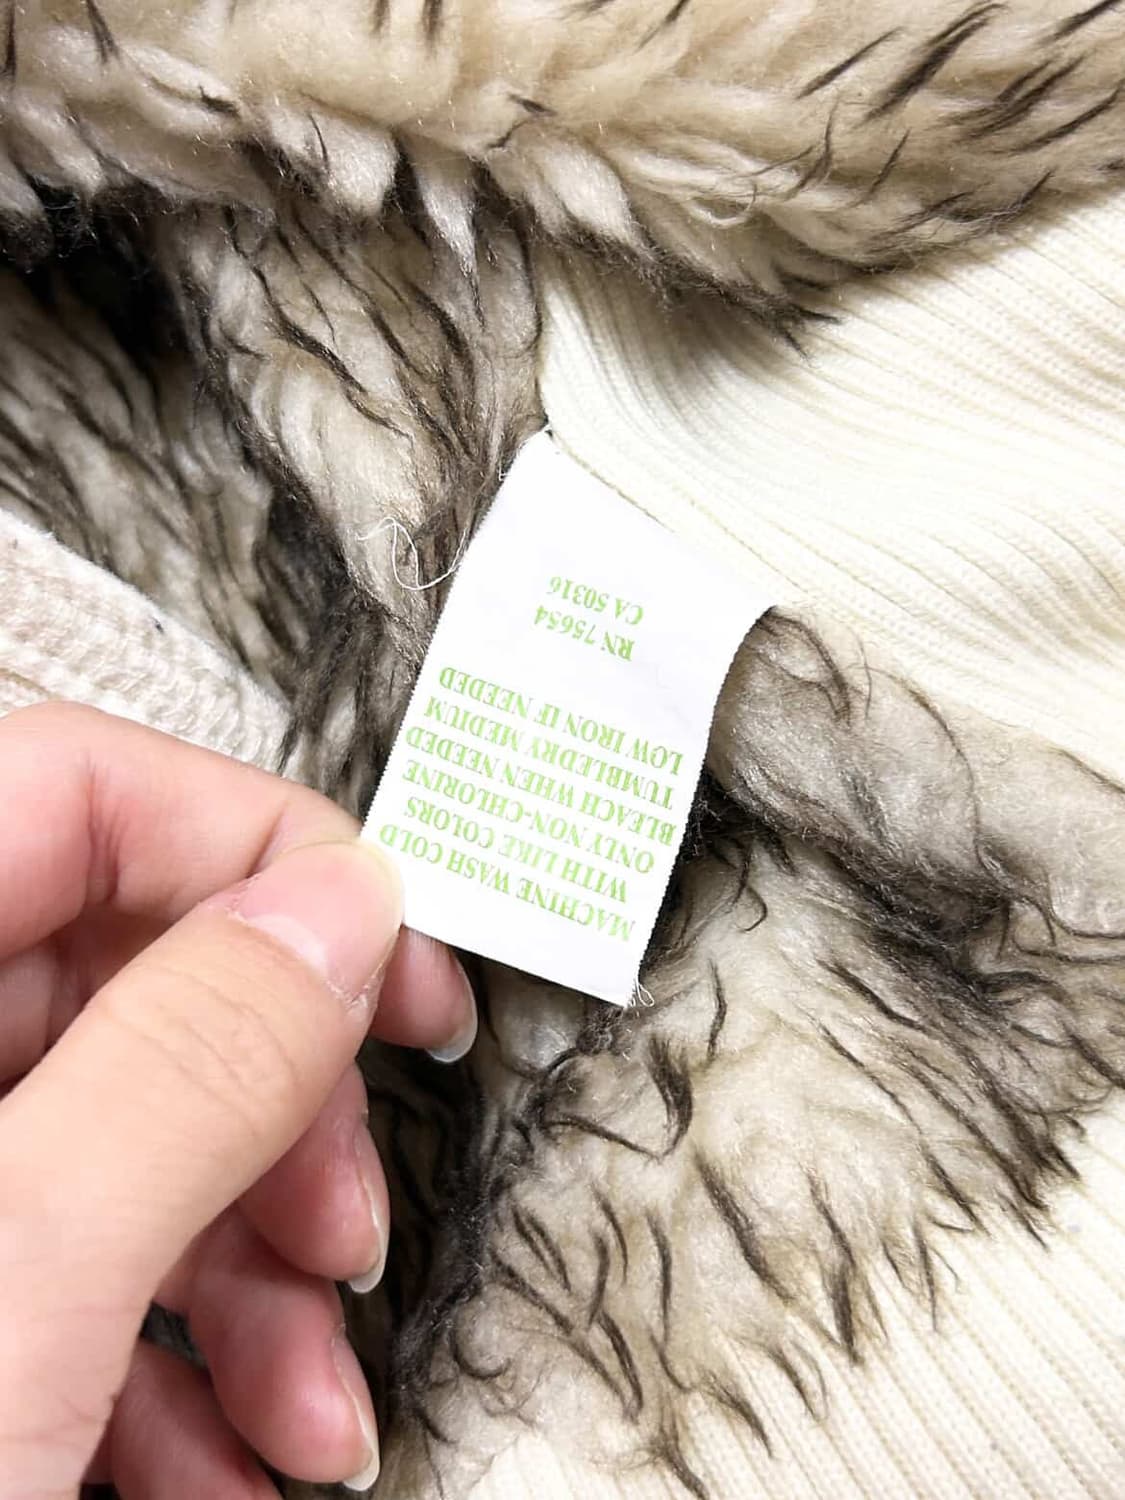 MACHINE WASH COLD
WITH LIKE COLORS
ONLY NON-CHLORINE
BLEACH WHEN NEEDED
TUMBLEDRY MEDIUM
LOW IRON IF NEEDED
RN 75654
CA 50316